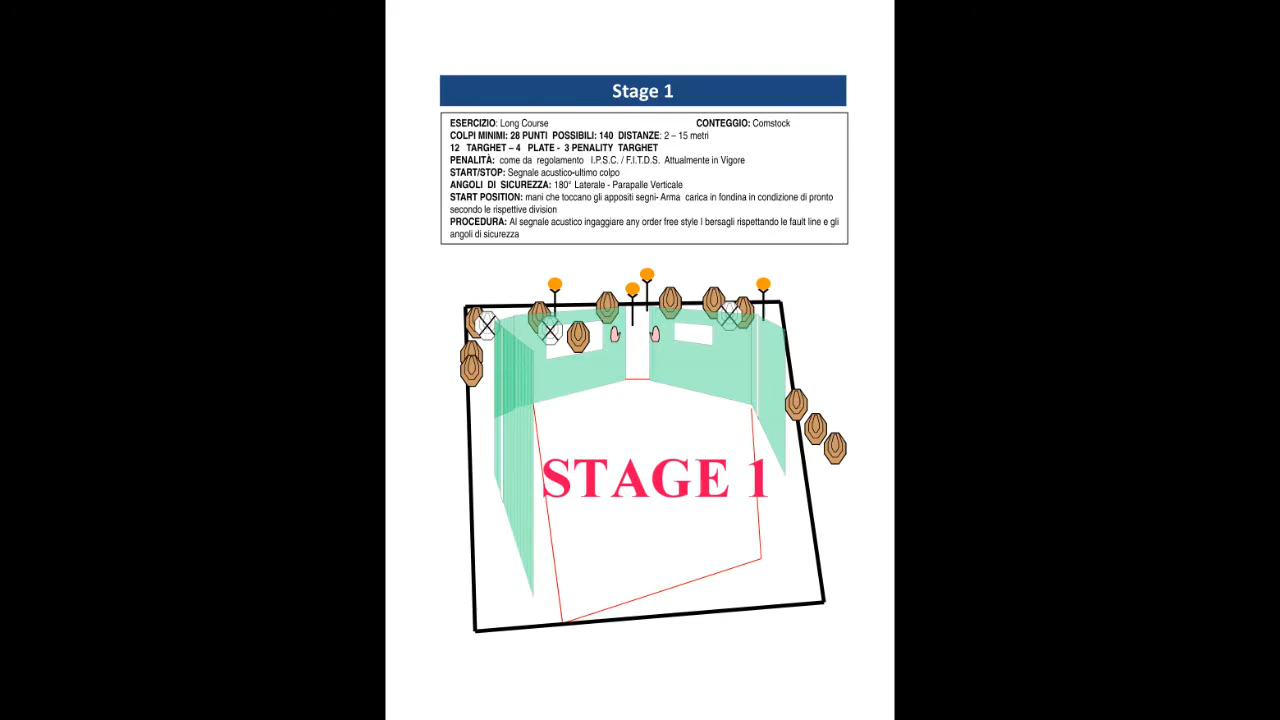 Stage 1
ESERCIZIO: Long Course CONTEGGIO: Comstock
COLPI MINIMI: 28 PUNTI POSSIBILI: 140 DISTANZE: 2 – 15 metri
12 TARGHET – 4 PLATE - 3 PENALITY TARGHET
PENALITÀ: come da regolamento I.P.S.C. / F.I.T.D.S. Attualmente in Vigore
START/STOP: Segnale acustico-ultimo colpo
ANGOLI DI SICUREZZA: 180° Laterale - Parapalle Verticale
START POSITION: mani che toccano gli appositi segni- Arma carica in fondina in condizione di pronto
secondo le rispettive division
PROCEDURA: Al segnale acustico ingaggiare any order free style I bersagli rispettando le fault line e gli
angoli di sicurezza
STAGE 1